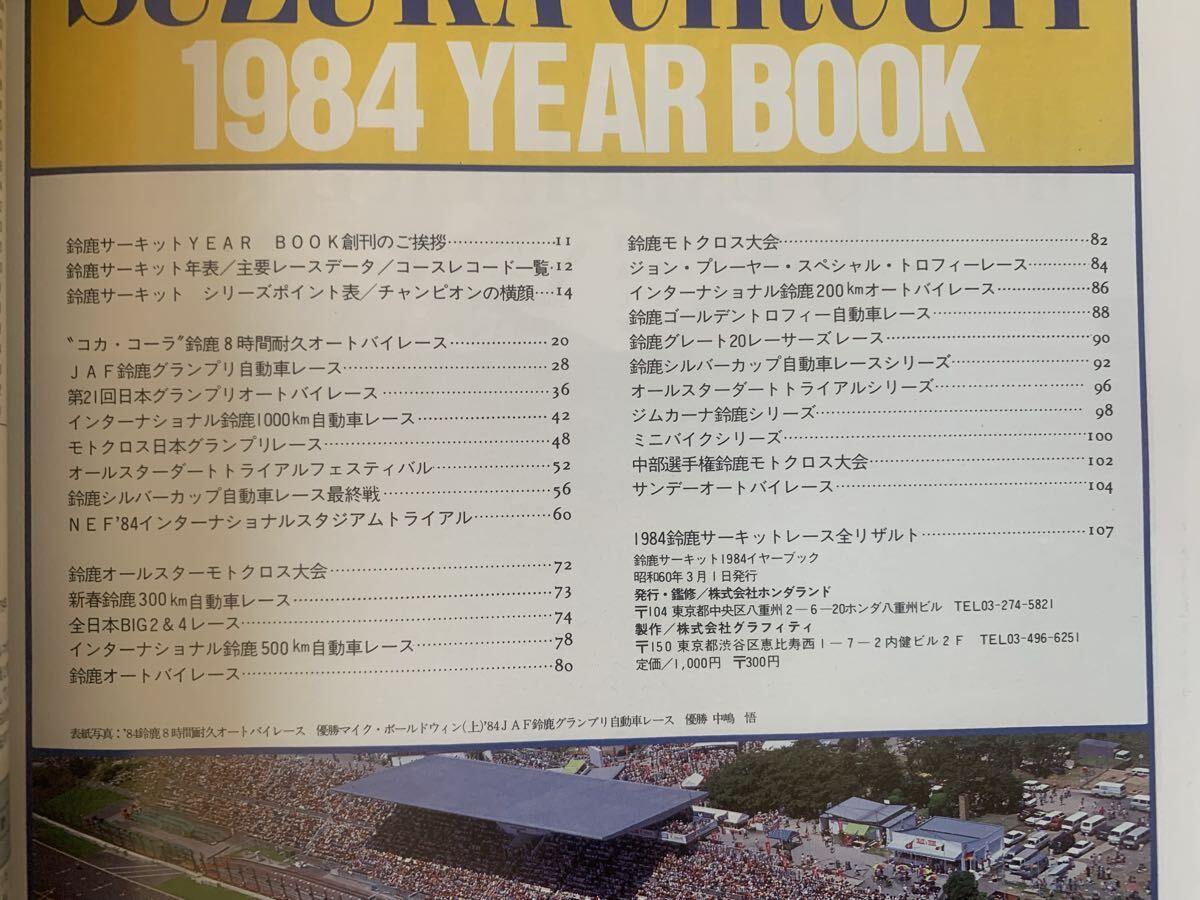 SUZUKA CIRCUIT
1984 YEAR BOOK
鈴鹿サーキットYEAR BOOK創刊のご挨拶……11
鈴鹿サーキット年表／主要レースデータ／コースレコード一覧・12
鈴鹿サーキット シリーズポイント表／チャンピオンの横顔…14
〝コカ・コーラ〟鈴鹿8時間耐久オートバイレース……20
JAF鈴鹿グランプリ自動車レース……28
第21回日本グランプリオートバイレース……36
インターナショナル鈴鹿1000km自動車レース……42
モトクロス日本グランプリレース……48
オールスターダートトライアルフェスティバル……52
鈴鹿シルバーカップ自動車レース最終戦……56
NEF'84インターナショナルスタジアムトライアル……60
鈴鹿オールスターモトクロス大会……72
新春鈴鹿300km自動車レース……73
全日本BIG2＆4レース……74
インターナショナル鈴鹿500km自動車レース……78
鈴鹿オートバイレース……80
鈴鹿モトクロス大会……82
ジョン・プレーヤー・スペシャル・トロフィーレース……84
インターナショナル鈴鹿200kmオートバイレース……86
鈴鹿ゴールデントロフィー自動車レース……88
鈴鹿グレート20レーサーズレース……90
鈴鹿シルバーカップ自動車レースシリーズ……92
オールスターダートトライアルシリーズ……96
ジムカーナ鈴鹿シリーズ……98
ミニバイクシリーズ……100
中部選手権鈴鹿モトクロス大会……102
サンデーオートバイレース……104
1984鈴鹿サーキットレース全リザルト……107
鈴鹿サーキット1984イヤーブック
昭和60年3月1日発行
発行・監修／株式会社ホンダランド
〒104 東京都中央区八重州2－6－20ホンダ八重州ビル TEL03-274-5821
製作／株式会社グラフィティ
〒150 東京都渋谷区恵比寿西1－7－2内健ビル2F TEL03-496-6251
定価／1,000円 〒300円
表紙写真：'84鈴鹿8時間耐久オートバイレース 優勝マイク・ボールドウィン(上)'84JAF鈴鹿グランプリ自動車レース 優勝 中嶋 悟